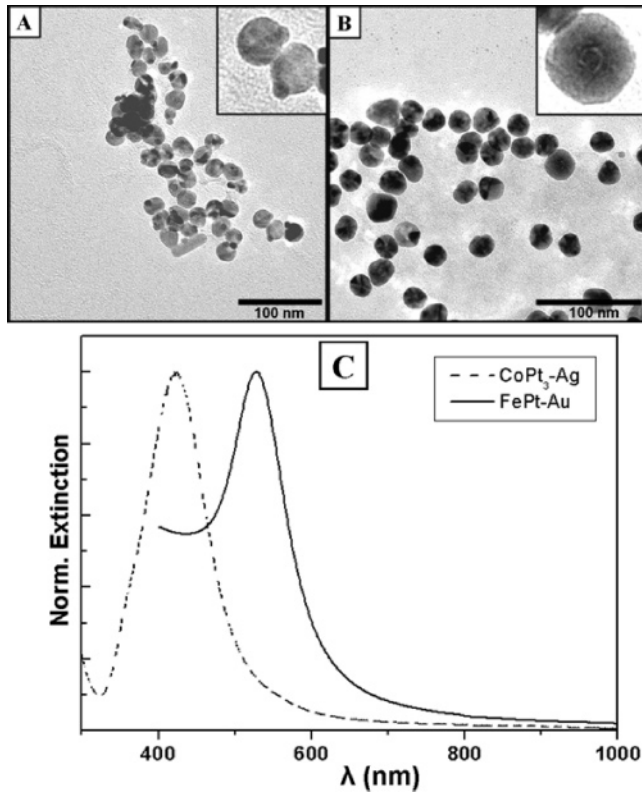 A
B
100 nm
100 nm
C
CoPt₃-Ag
FePt-Au
Norm. Extinction
400
600
800
1000
λ (nm)